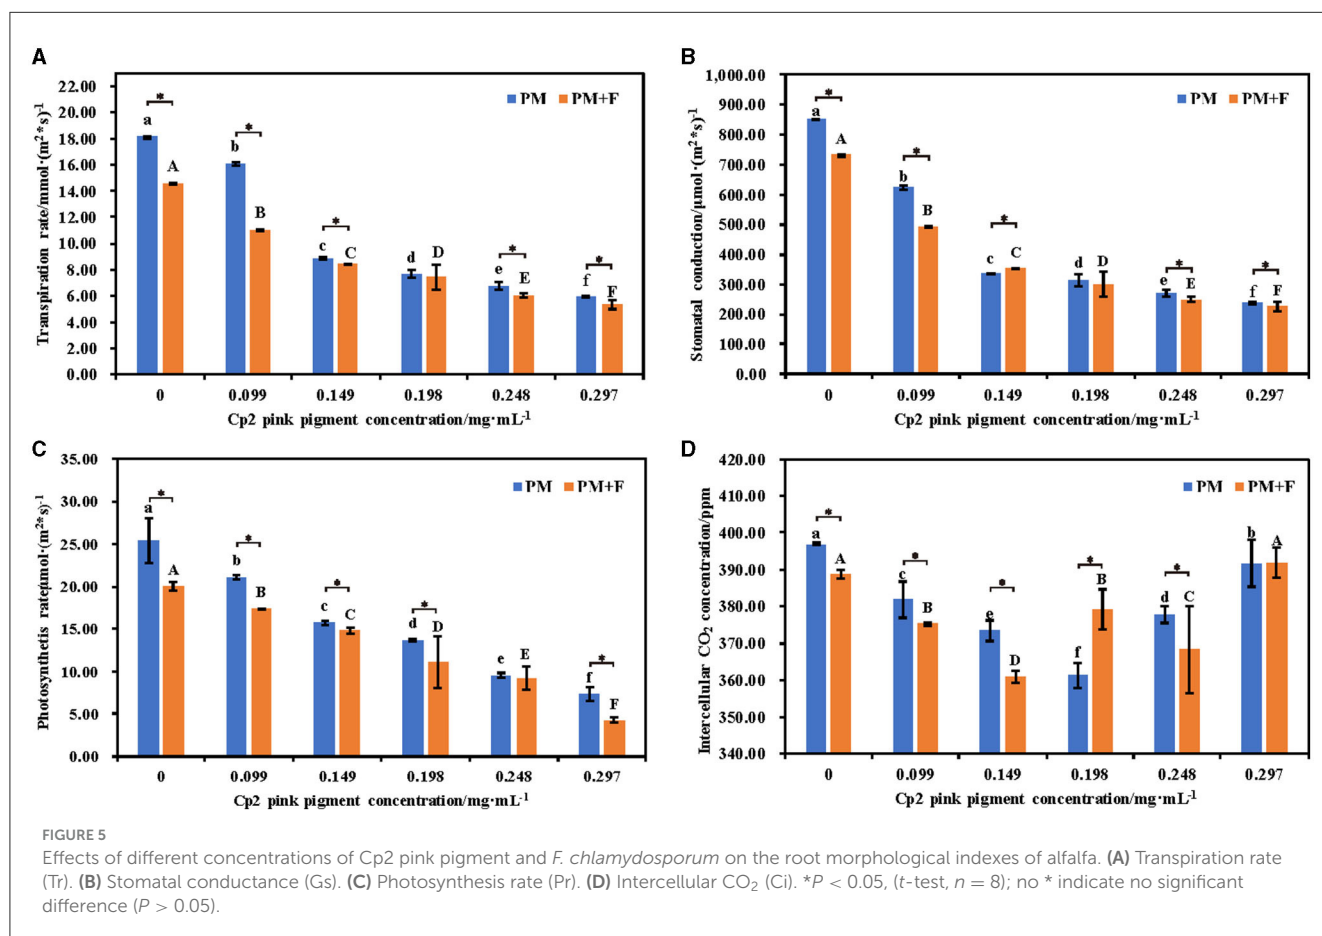 A
Transpiration rate/mmol·(m²*s)⁻¹
22.00
20.00
18.00
16.00
14.00
12.00
10.00
8.00
6.00
4.00
2.00
0.00
PM PM+F
* * * * *
a A b B c C d D e E f F
0 0.099 0.149 0.198 0.248 0.297
Cp2 pink pigment concentration/mg·mL⁻¹
B
Stomatal conduction/μmol·(m²*s)⁻¹
1,000.00
900.00
800.00
700.00
600.00
500.00
400.00
300.00
200.00
100.00
0.00
PM PM+F
* * * * *
a A b B c C d D e E f F
0 0.099 0.149 0.198 0.248 0.297
Cp2 pink pigment concentration/mg·mL⁻¹
C
Photosynthetis rate/μmol·(m²*s)⁻¹
35.00
30.00
25.00
20.00
15.00
10.00
5.00
0.00
PM PM+F
* * * * *
a A b B c C d D e E f F
0 0.099 0.149 0.198 0.248 0.297
Cp2 pink pigment concentration/mg·mL⁻¹
D
Intercellular CO₂ concentration/ppm
420.00
410.00
400.00
390.00
380.00
370.00
360.00
350.00
340.00
PM PM+F
* * * * *
a A c B e D f B d C b A
0 0.099 0.149 0.198 0.248 0.297
Cp2 pink pigment concentration/mg·mL⁻¹
FIGURE 5
Effects of different concentrations of Cp2 pink pigment and F. chlamydosporum on the root morphological indexes of alfalfa. (A) Transpiration rate
(Tr). (B) Stomatal conductance (Gs). (C) Photosynthesis rate (Pr). (D) Intercellular CO₂ (Ci). *P < 0.05, (t-test, n = 8); no * indicate no significant
difference (P > 0.05).